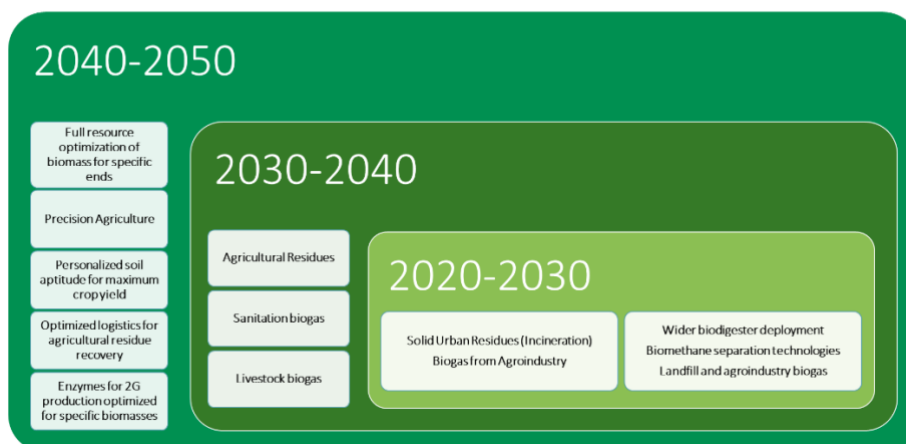 2040-2050
Full resource
optimization of
biomass for specific
ends
Precision Agriculture
Personalized soil
aptitude for maximum
crop yield
Optimized logistics for
agricultural residue
recovery
Enzymes for 2G
production optimized
for specific biomasses
2030-2040
Agricultural Residues
Sanitation biogas
Livestock biogas
2020-2030
Solid Urban Residues (Incineration)
Biogas from Agroindustry
Wider biodigester deployment
Biomethane separation technologies
Landfill and agroindustry biogas